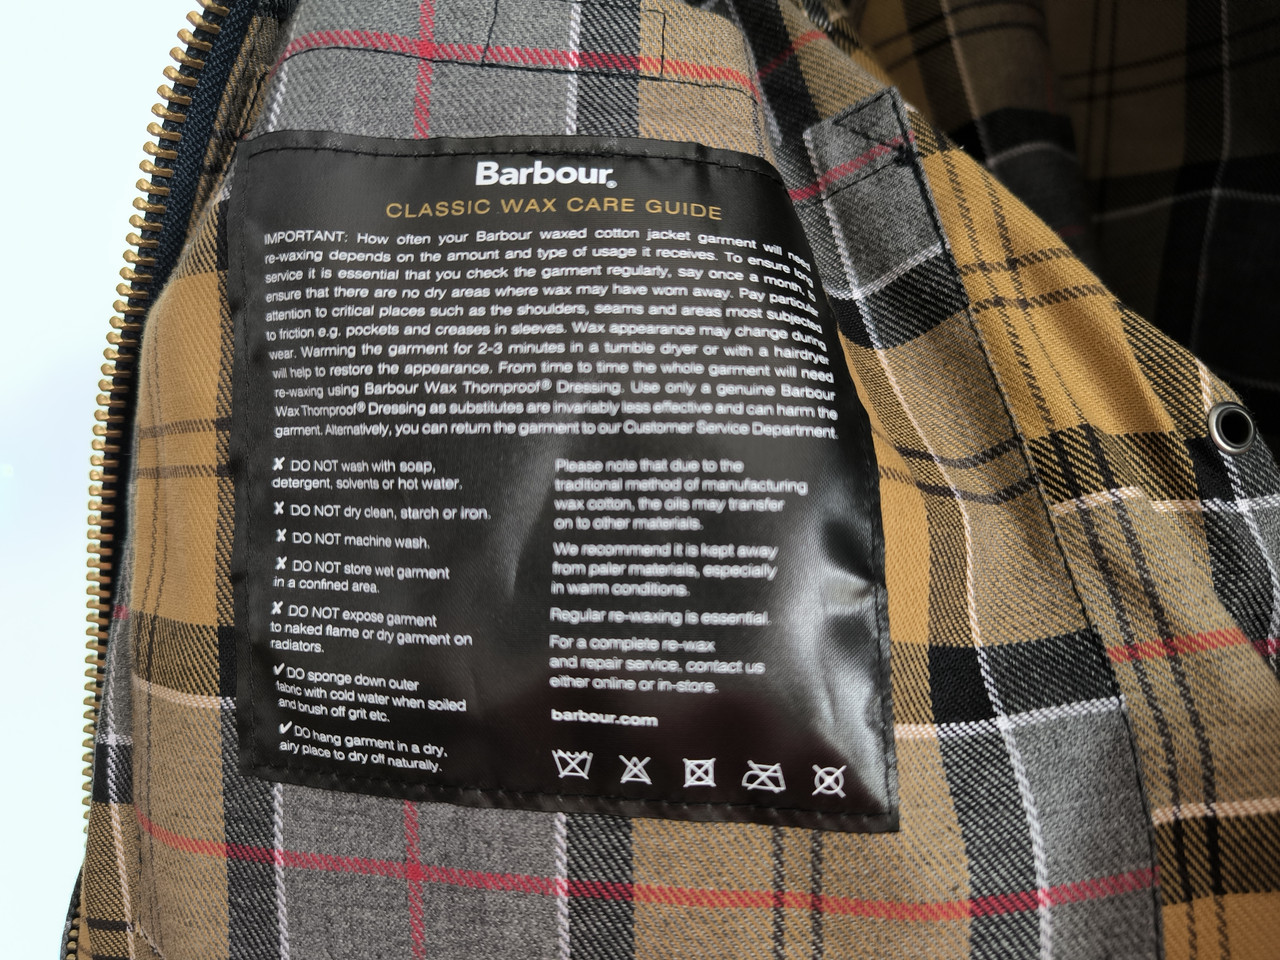 Barbour®
CLASSIC WAX CARE GUIDE
IMPORTANT: How often your Barbour waxed cotton jacket garment will need
re-waxing depends on the amount and type of usage it receives. To ensure long
service it is essential that you check the garment regularly, say once a month, to
ensure that there are no dry areas where wax may have worn away. Pay particular
attention to critical places such as the shoulders, seams and areas most subjected
to friction e.g. pockets and creases in sleeves. Wax appearance may change during
wear. Warming the garment for 2-3 minutes in a tumble dryer or with a hairdryer
will help to restore the appearance. From time to time the whole garment will need
re-waxing using Barbour Wax Thornproof® Dressing. Use only a genuine Barbour
Wax Thornproof® Dressing as substitutes are invariably less effective and can harm the
garment. Alternatively, you can return the garment to our Customer Service Department.
✘ DO NOT wash with soap,
detergent, solvents or hot water.
✘ DO NOT dry clean, starch or iron.
✘ DO NOT machine wash.
✘ DO NOT store wet garment
in a confined area.
✘ DO NOT expose garment
to naked flame or dry garment on
radiators.
✔ DO sponge down outer
fabric with cold water when soiled
and brush off grit etc.
✔ DO hang garment in a dry,
airy place to dry off naturally.
Please note that due to the
traditional method of manufacturing
wax cotton, the oils may transfer
on to other materials.
We recommend it is kept away
from paler materials, especially
in warm conditions.
Regular re-waxing is essential.
For a complete re-wax
and repair service, contact us
either online or in-store.
barbour.com